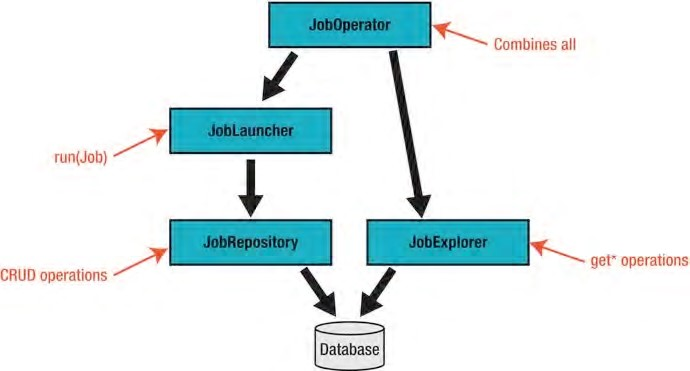 JobOperator
Combines all
JobLauncher
run(Job)
JobRepository
JobExplorer
CRUD operations
get* operations
Database